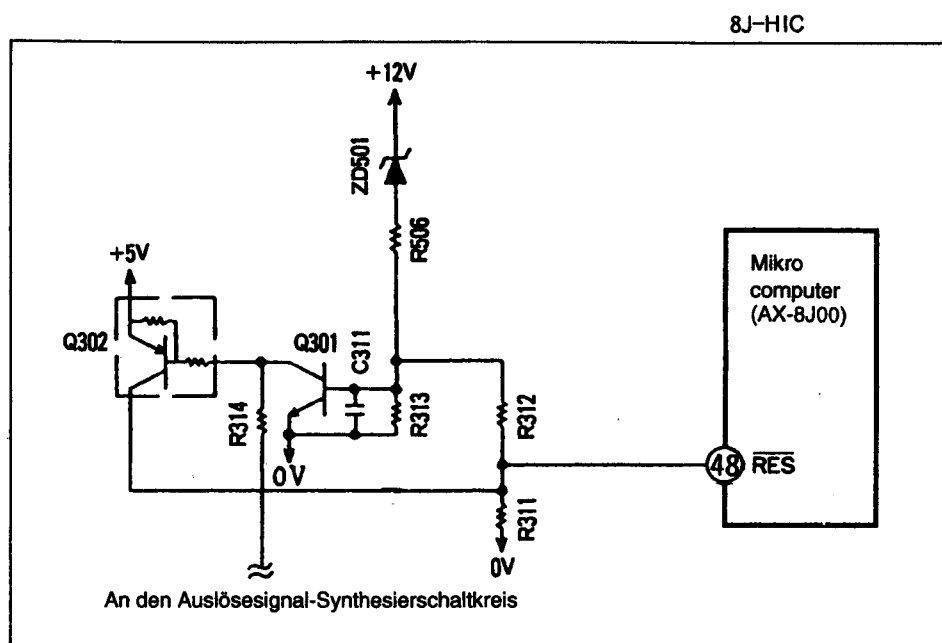 8J-HIC
+12V
ZD501
R506
+5V
Mikro
computer
(AX-8J00)
Q302
Q301
C311
R314
R313
R312
0V
48 RES
R311
0V
An den Auslösesignal-Synthesierschaltkreis